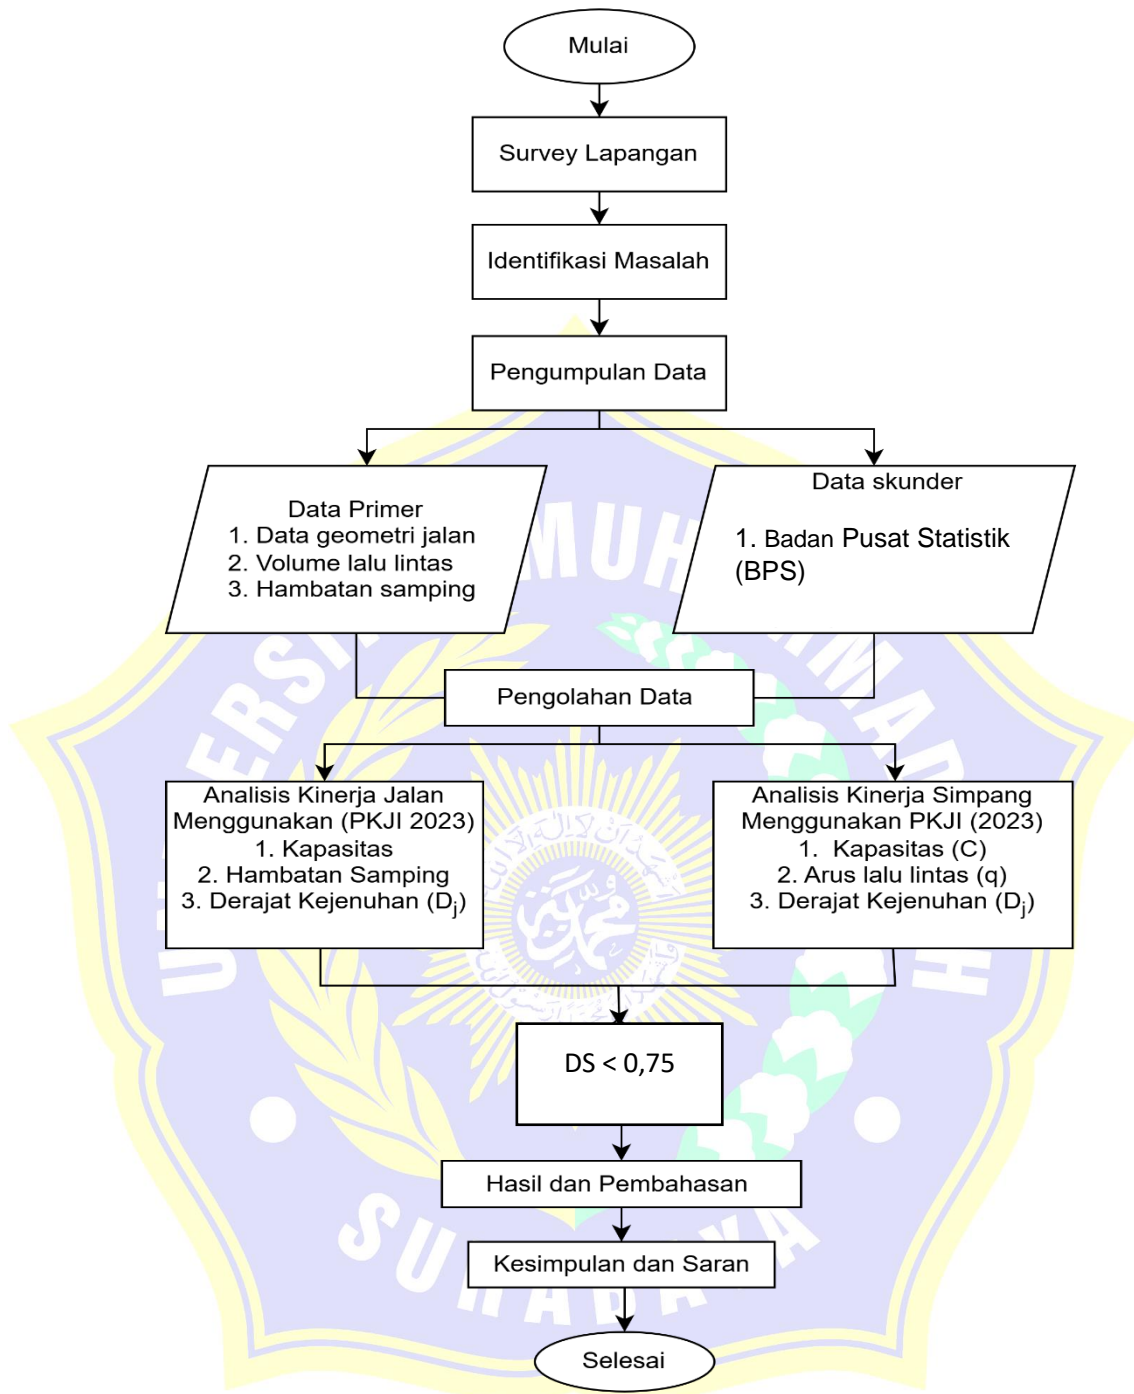 Mulai
Survey Lapangan
Identifikasi Masalah
Pengumpulan Data
Data Primer
1. Data geometri jalan
2. Volume lalu lintas
3. Hambatan samping
Data skunder
1. Badan Pusat Statistik
(BPS)
Pengolahan Data
Analisis Kinerja Jalan
Menggunakan (PKJI 2023)
1. Kapasitas
2. Hambatan Samping
3. Derajat Kejenuhan (Dj)
Analisis Kinerja Simpang
Menggunakan PKJI (2023)
1. Kapasitas (C)
2. Arus lalu lintas (q)
3. Derajat Kejenuhan (Dj)
DS < 0,75
Hasil dan Pembahasan
Kesimpulan dan Saran
Selesai
SURABAYA